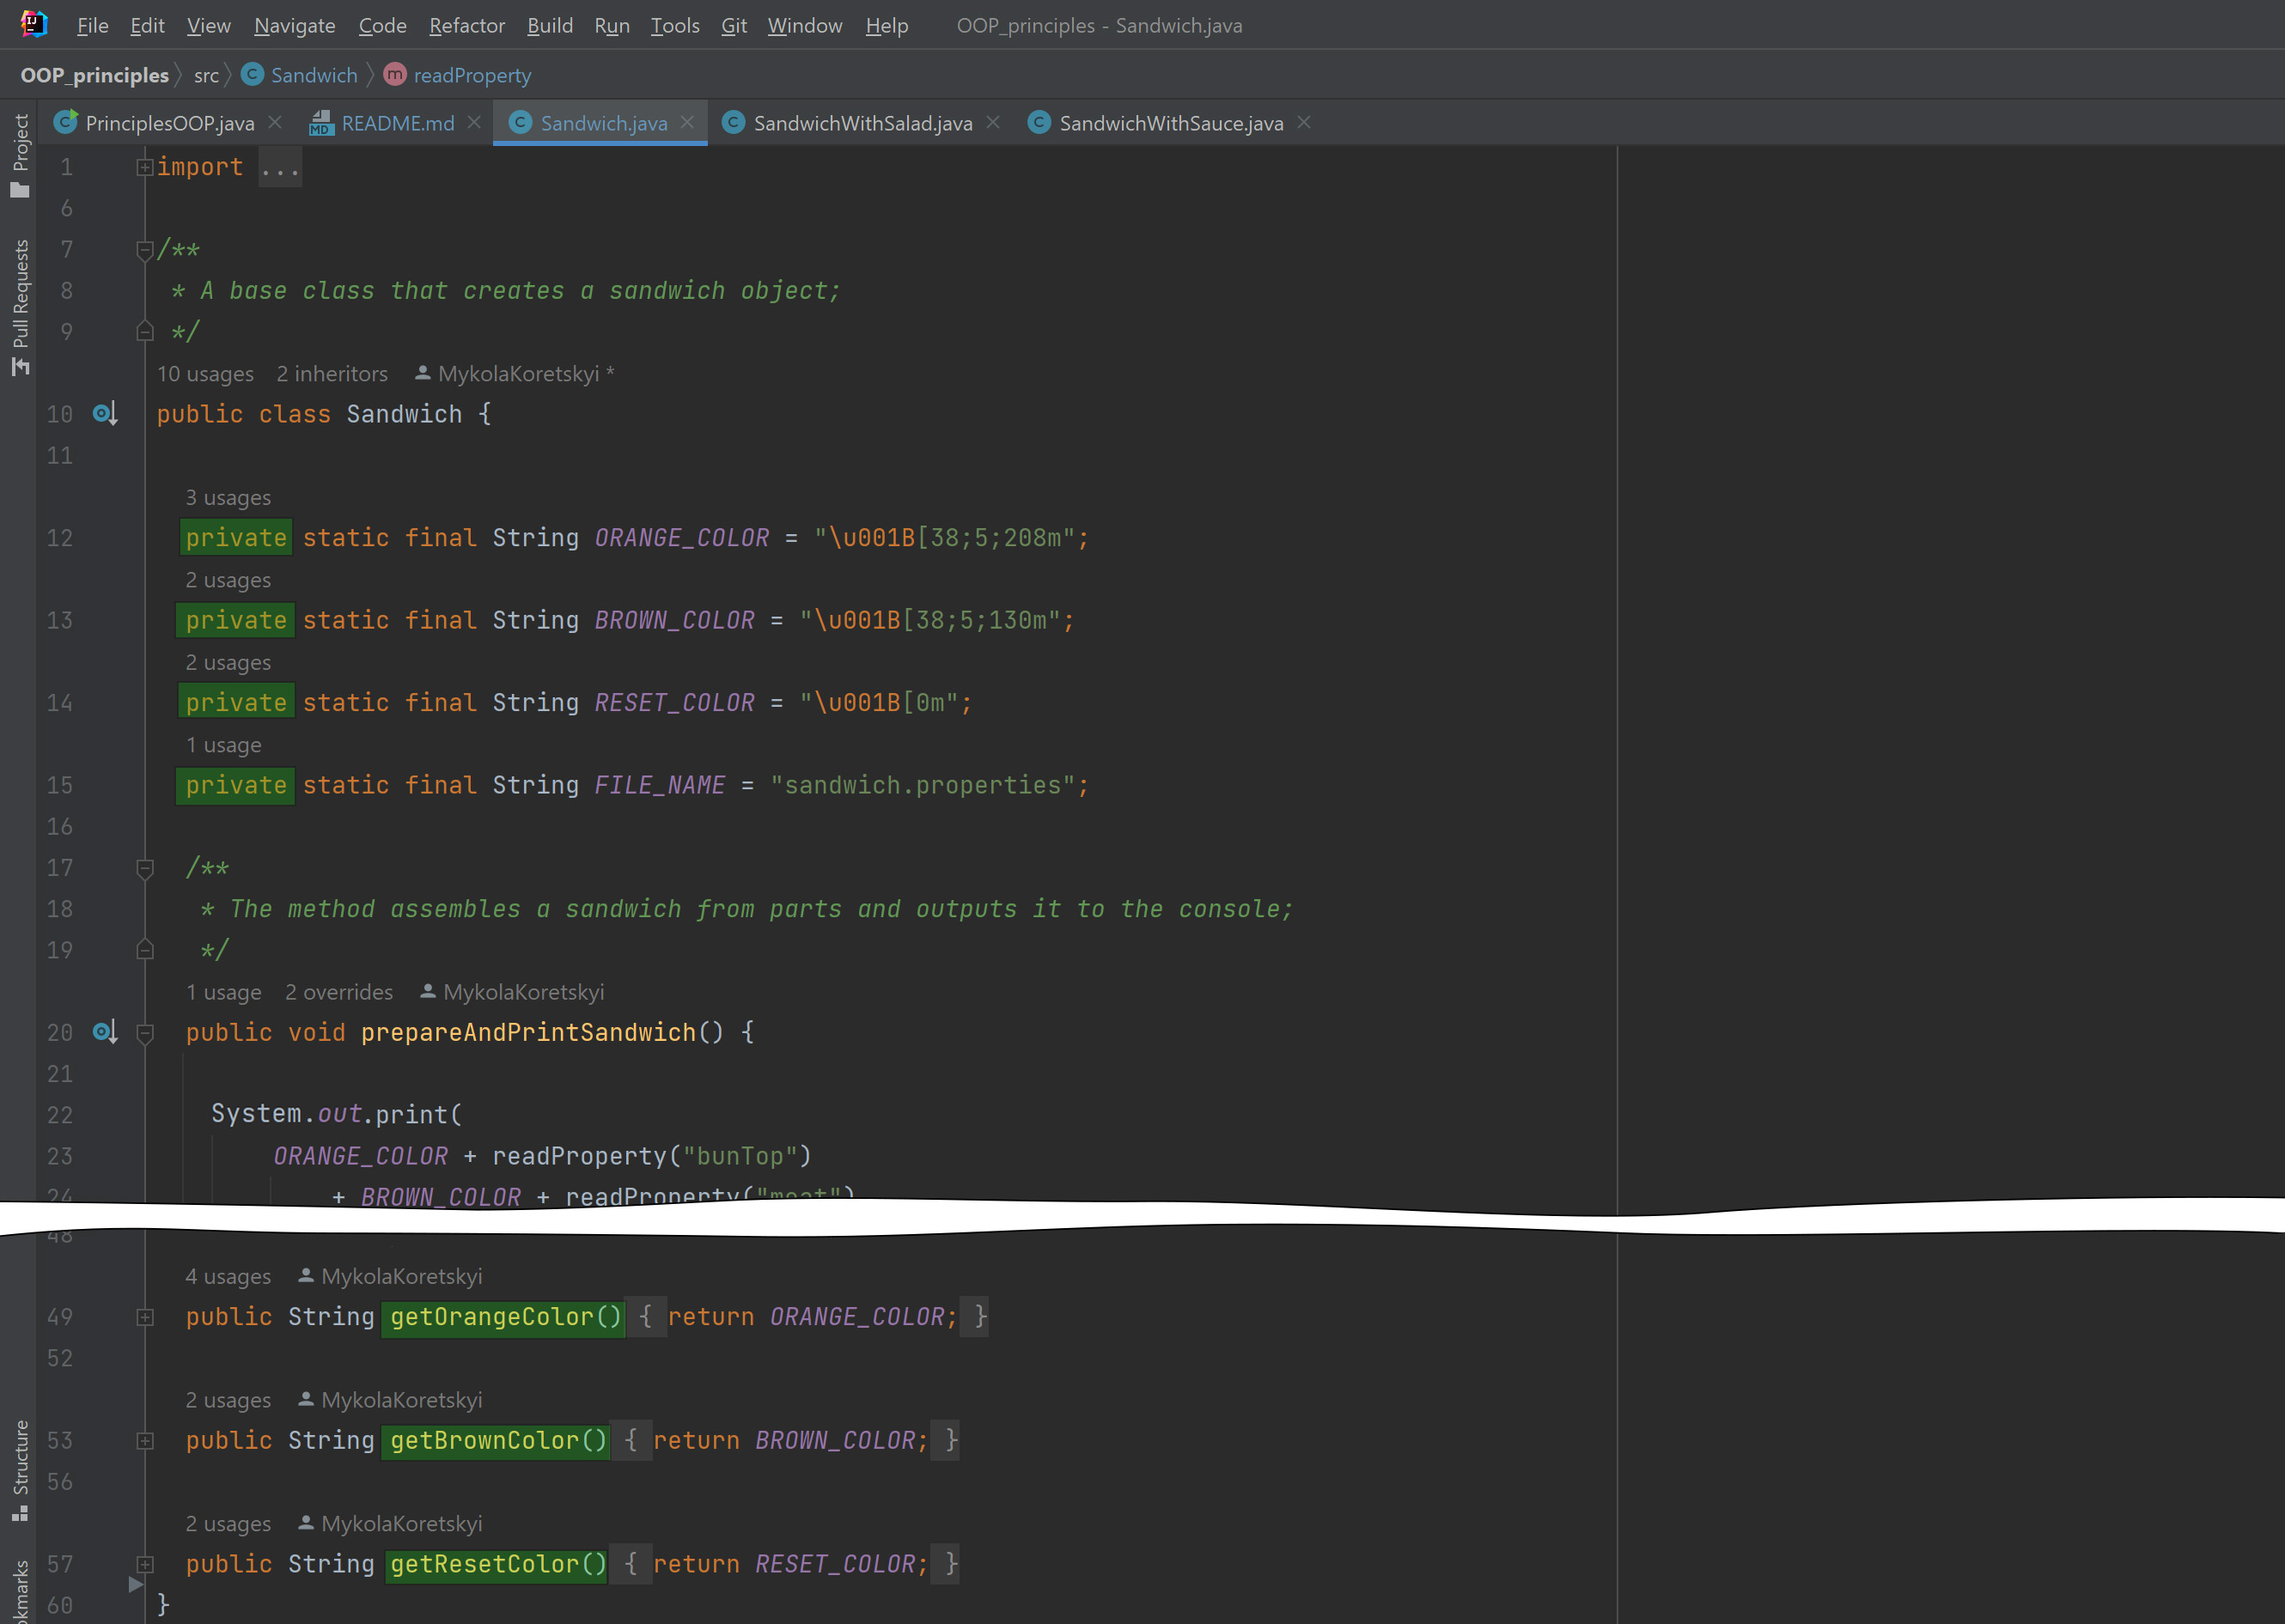 File Edit View Navigate Code Refactor Build Run Tools Git Window Help OOP_principles - Sandwich.java
OOP_principles src Sandwich readProperty
PrinciplesOOP.java README.md Sandwich.java SandwichWithSalad.java SandwichWithSauce.java
Project
Pull Requests
Structure
1 import ...
6
7 /**
8 * A base class that creates a sandwich object;
9 */
10 usages 2 inheritors MykolaKoretskyi *
10 public class Sandwich {
11
3 usages
12 private static final String ORANGE_COLOR = "\u001B[38;5;208m";
2 usages
13 private static final String BROWN_COLOR = "\u001B[38;5;130m";
2 usages
14 private static final String RESET_COLOR = "\u001B[0m";
1 usage
15 private static final String FILE_NAME = "sandwich.properties";
16
17 /**
18 * The method assembles a sandwich from parts and outputs it to the console;
19 */
1 usage 2 overrides MykolaKoretskyi
20 public void prepareAndPrintSandwich() {
21
22 System.out.print(
23 ORANGE_COLOR + readProperty("bunTop")
24 + BROWN_COLOR + readProperty("meat")
48
4 usages MykolaKoretskyi
49 public String getOrangeColor() { return ORANGE_COLOR; }
52
2 usages MykolaKoretskyi
53 public String getBrownColor() { return BROWN_COLOR; }
56
2 usages MykolaKoretskyi
57 public String getResetColor() { return RESET_COLOR; }
60 }